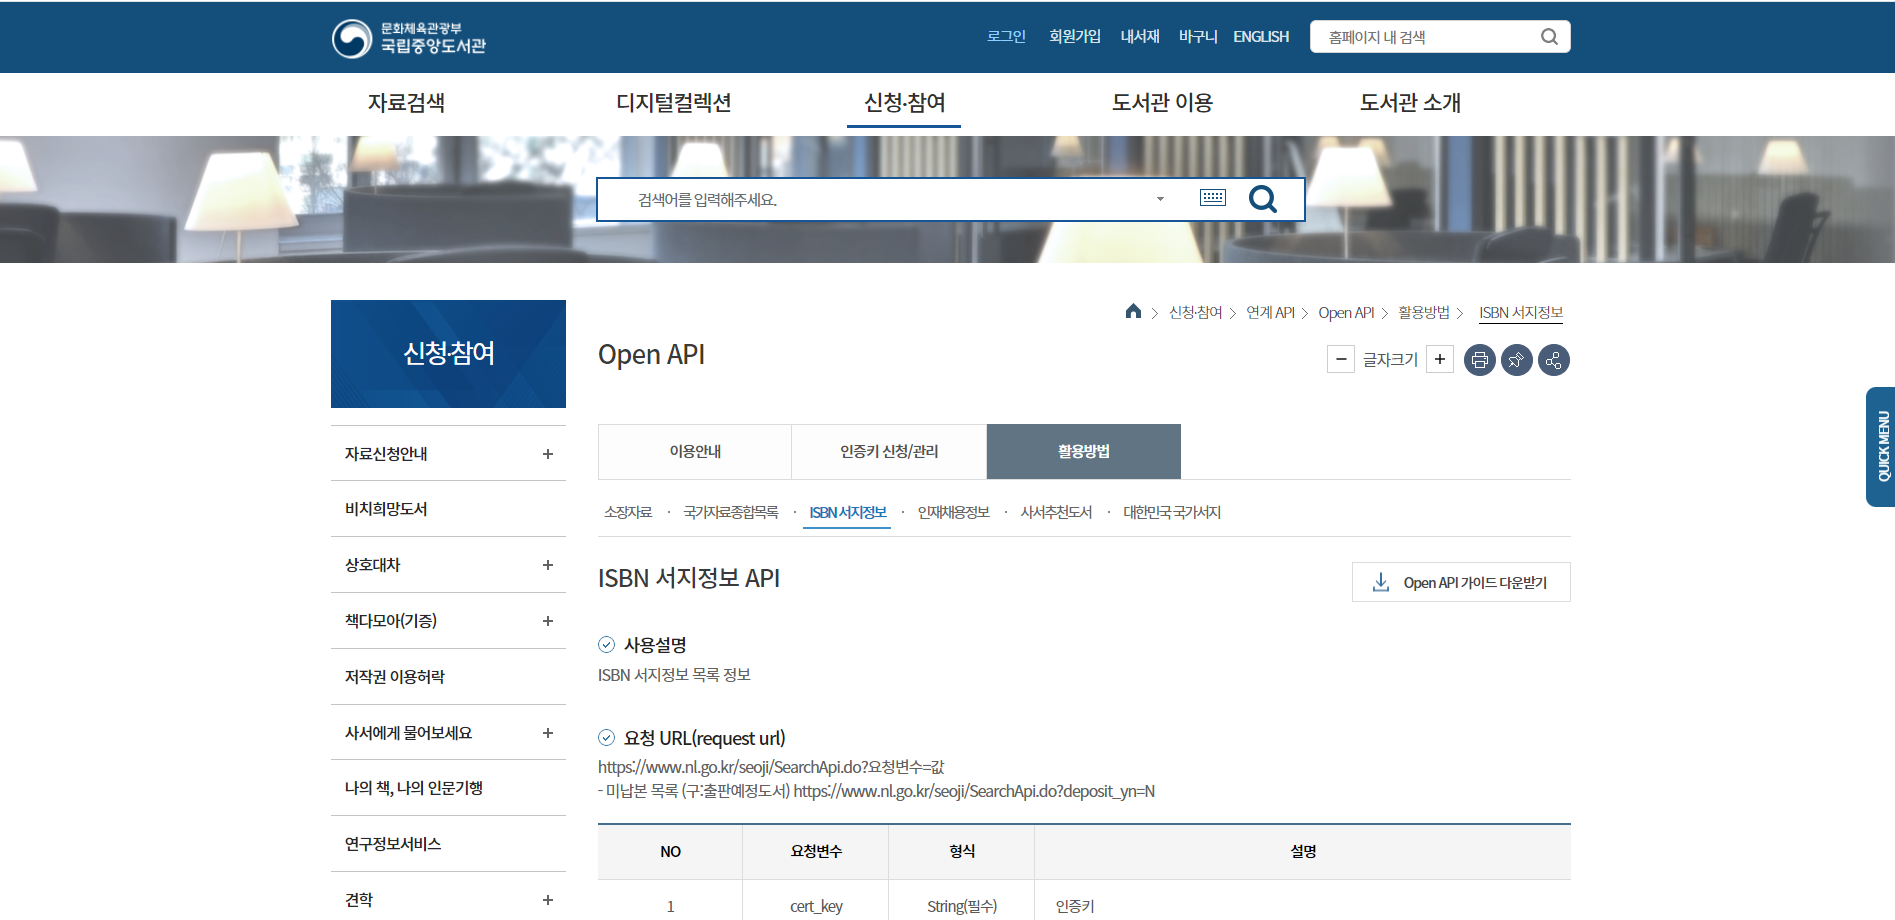 문화체육관광부
국립중앙도서관
로그인 회원가입 내서재 바구니 ENGLISH 홈페이지 내 검색
자료검색 디지털컬렉션 신청·참여 도서관 이용 도서관 소개
검색어를 입력해주세요.
신청·참여 > 연계 API > Open API > 활용방법 > ISBN 서지정보
신청·참여
Open API
글자크기
QUICK MENU
이용안내 인증키 신청/관리 활용방법
소장자료 · 국가자료종합목록 · ISBN 서지정보 · 인재채용정보 · 사서추천도서 · 대한민국 국가서지
자료신청안내
비치희망도서
상호대차
책다모아(기증)
저작권 이용허락
사서에게 물어보세요
나의 책, 나의 인문기행
연구정보서비스
견학
ISBN 서지정보 API
Open API 가이드 다운받기
사용설명
ISBN 서지정보 목록 정보
요청 URL(request url)
https://www.nl.go.kr/seoji/SearchApi.do?요청변수=값
- 미납본 목록 (구:출판예정도서) https://www.nl.go.kr/seoji/SearchApi.do?deposit_yn=N
NO 요청변수 형식 설명
1 cert_key String(필수) 인증키